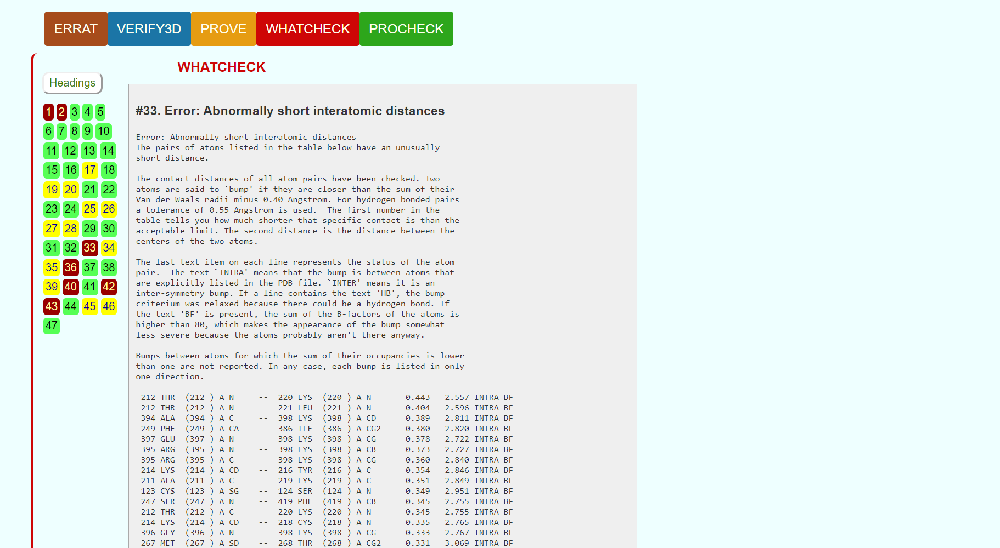 ERRAT VERIFY3D PROVE WHATCHECK PROCHECK
WHATCHECK
Headings
1 2 3 4 5
6 7 8 9 10
11 12 13 14
15 16 17 18
19 20 21 22
23 24 25 26
27 28 29 30
31 32 33 34
35 36 37 38
39 40 41 42
43 44 45 46
47
#33. Error: Abnormally short interatomic distances
Error: Abnormally short interatomic distances
The pairs of atoms listed in the table below have an unusually
short distance.
The contact distances of all atom pairs have been checked. Two
atoms are said to `bump' if they are closer than the sum of their
Van der Waals radii minus 0.40 Angstrom. For hydrogen bonded pairs
a tolerance of 0.55 Angstrom is used.  The first number in the
table tells you how much shorter that specific contact is than the
acceptable limit. The second distance is the distance between the
centers of the two atoms.
The last text-item on each line represents the status of the atom
pair.  The text `INTRA' means that the bump is between atoms that
are explicitly listed in the PDB file. `INTER' means it is an
inter-symmetry bump. If a line contains the text 'HB', the bump
criterium was relaxed because there could be a hydrogen bond. If
the text 'BF' is present, the sum of the B-factors of the atoms is
higher than 80, which makes the appearance of the bump somewhat
less severe because the atoms probably aren't there anyway.
Bumps between atoms for which the sum of their occupancies is lower
than one are not reported. In any case, each bump is listed in only
one direction.
212 THR  (212 ) A N     --  220 LYS  (220 ) A N       0.443   2.557 INTRA BF
212 THR  (212 ) A N     --  221 LEU  (221 ) A N       0.404   2.596 INTRA BF
394 ALA  (394 ) A C     --  398 LYS  (398 ) A CD      0.389   2.811 INTRA BF
249 PHE  (249 ) A CA    --  386 ILE  (386 ) A CG2     0.380   2.820 INTRA BF
397 GLU  (397 ) A N     --  398 LYS  (398 ) A CG      0.378   2.722 INTRA BF
395 ARG  (395 ) A N     --  398 LYS  (398 ) A CB      0.373   2.727 INTRA BF
395 ARG  (395 ) A C     --  398 LYS  (398 ) A CG      0.360   2.840 INTRA BF
214 LYS  (214 ) A CD    --  216 TYR  (216 ) A C       0.354   2.846 INTRA BF
211 ALA  (211 ) A C     --  219 LYS  (219 ) A C       0.351   2.849 INTRA BF
123 CYS  (123 ) A SG    --  124 SER  (124 ) A N       0.349   2.951 INTRA BF
247 SER  (247 ) A N     --  419 PHE  (419 ) A CB      0.345   2.755 INTRA BF
212 THR  (212 ) A C     --  220 LYS  (220 ) A N       0.345   2.755 INTRA BF
214 LYS  (214 ) A CD    --  218 CYS  (218 ) A N       0.335   2.765 INTRA BF
396 GLY  (396 ) A N     --  398 LYS  (398 ) A CG      0.333   2.767 INTRA BF
267 MET  (267 ) A SD    --  268 THR  (268 ) A CG2     0.331   3.069 INTRA BF